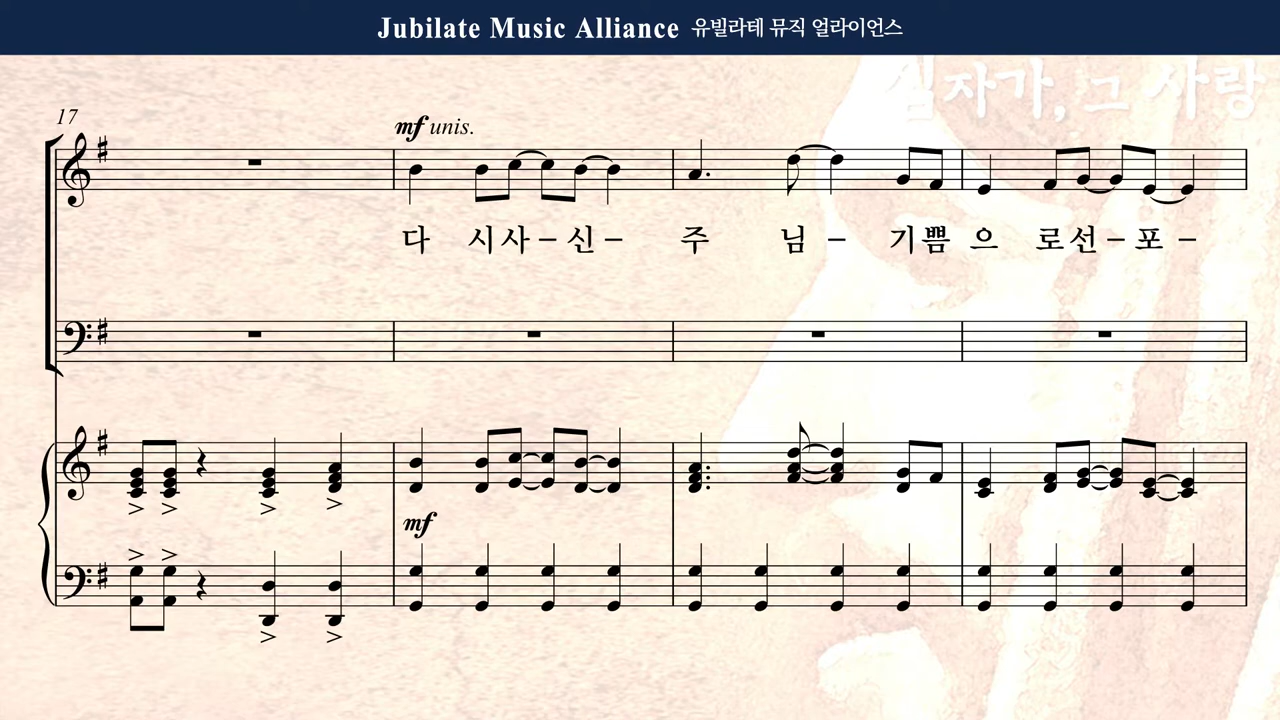 Jubilate Music Alliance 유빌라테 뮤직 얼라이언스
십자가, 그 사랑
17
mf unis.
다 시사-신- 주 님 - 기쁨 으 로선-포-
mf